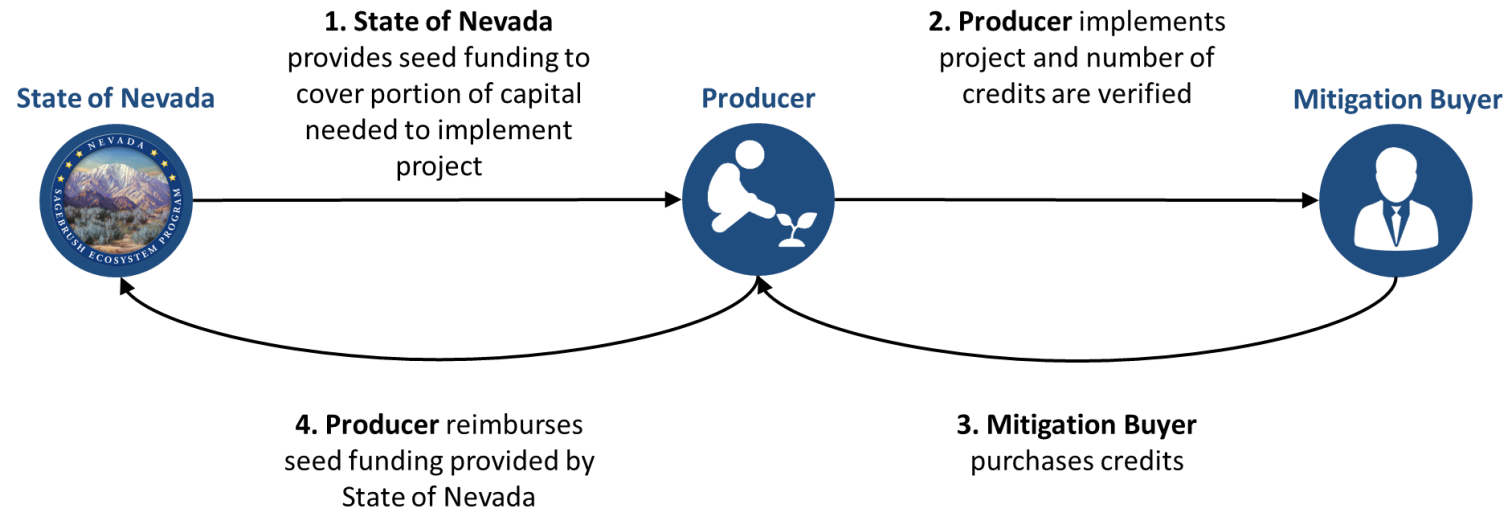 1. State of Nevada
provides seed funding to
cover portion of capital
needed to implement
project
2. Producer implements
project and number of
credits are verified
State of Nevada
Producer
Mitigation Buyer
NEVADA
SAGEBRUSH ECOSYSTEM PROGRAM
4. Producer reimburses
seed funding provided by
State of Nevada
3. Mitigation Buyer
purchases credits